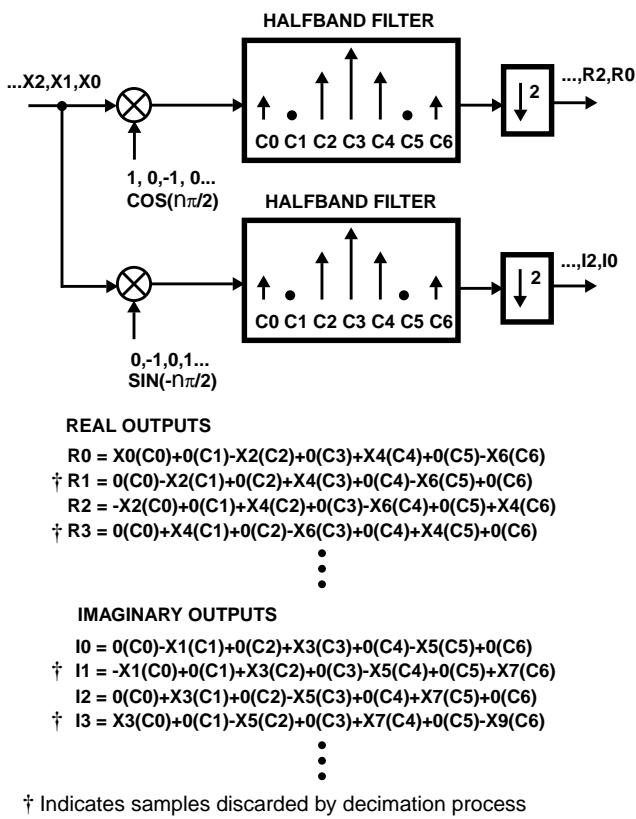 HALFBAND FILTER
...X2,X1,X0
C0 C1 C2 C3 C4 C5 C6
2
...,R2,R0
1, 0,-1, 0...
COS(nπ/2)
HALFBAND FILTER
C0 C1 C2 C3 C4 C5 C6
2
...,I2,I0
0,-1,0,1...
SIN(-nπ/2)
REAL OUTPUTS
R0 = X0(C0)+0(C1)-X2(C2)+0(C3)+X4(C4)+0(C5)-X6(C6)
† R1 = 0(C0)-X2(C1)+0(C2)+X4(C3)+0(C4)-X6(C5)+0(C6)
R2 = -X2(C0)+0(C1)+X4(C2)+0(C3)-X6(C4)+0(C5)+X4(C6)
† R3 = 0(C0)+X4(C1)+0(C2)-X6(C3)+0(C4)+X4(C5)+0(C6)
IMAGINARY OUTPUTS
I0 = 0(C0)-X1(C1)+0(C2)+X3(C3)+0(C4)-X5(C5)+0(C6)
† I1 = -X1(C0)+0(C1)+X3(C2)+0(C3)-X5(C4)+0(C5)+X7(C6)
I2 = 0(C0)+X3(C1)+0(C2)-X5(C3)+0(C4)+X7(C5)+0(C6)
† I3 = X3(C0)+0(C1)-X5(C2)+0(C3)+X7(C4)+0(C5)-X9(C6)
† Indicates samples discarded by decimation process